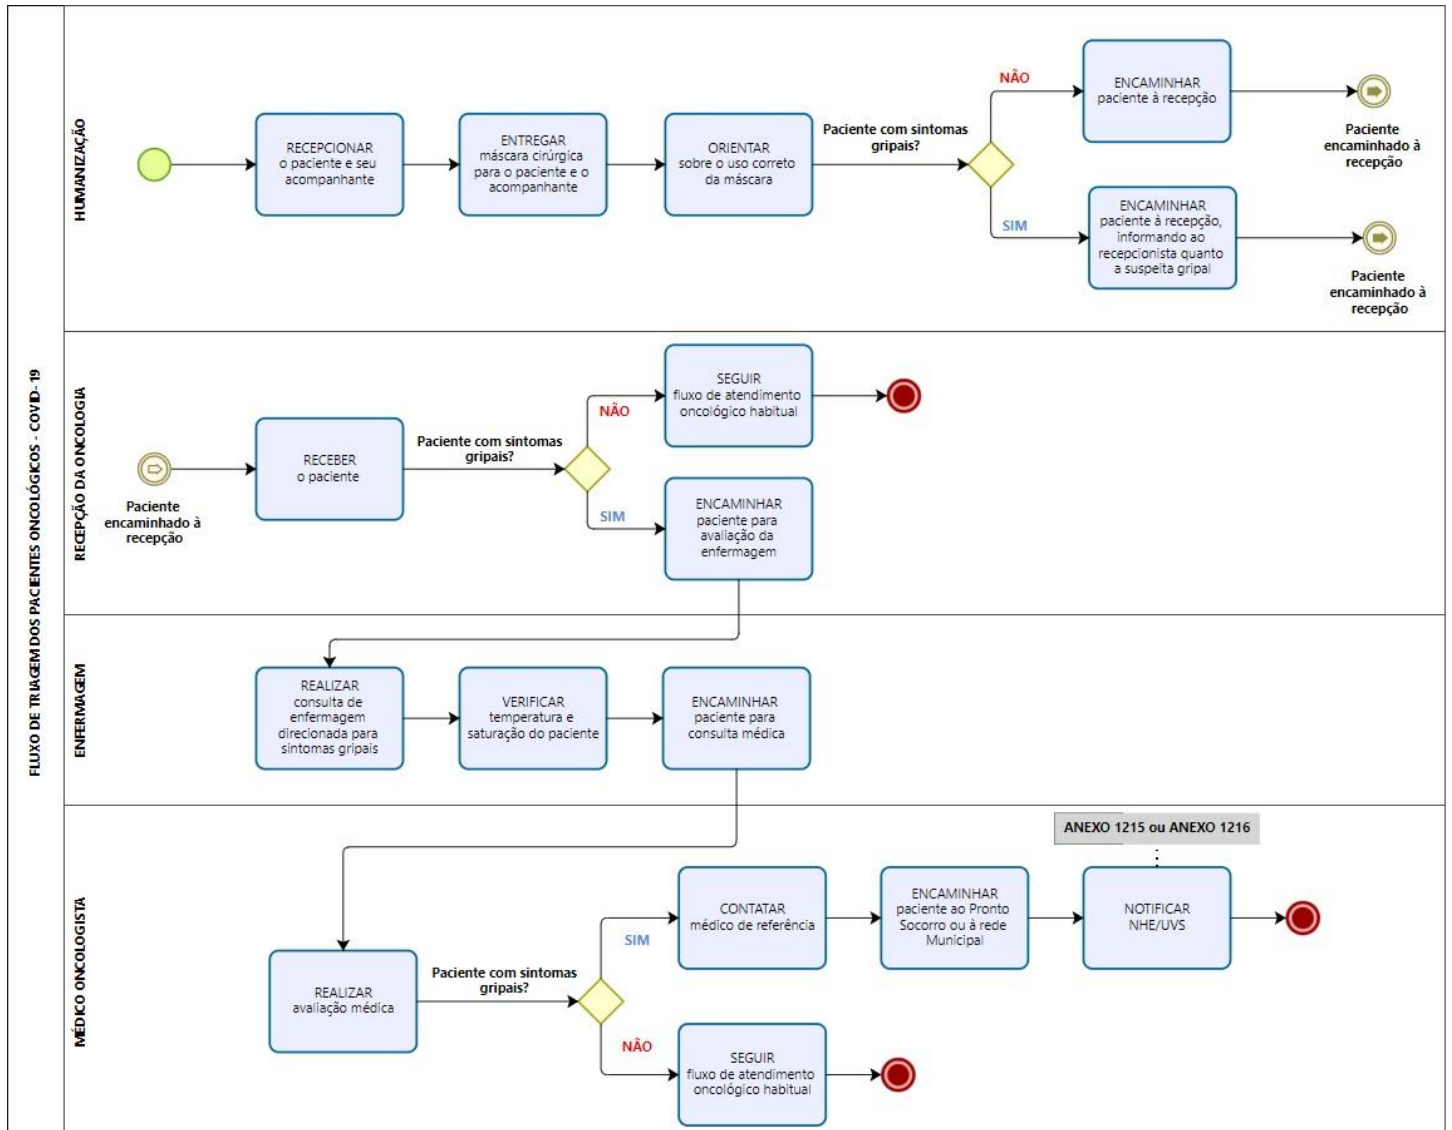 FLUXO DE TRIAGEM DOS PACIENTES ONCOLÓGICOS - COVID- 19
HUMANIZAÇÃO
RECEPCIONAR
o paciente e seu
acompanhante
ENTREGAR
máscara cirúrgica
para o paciente e o
acompanhante
ORIENTAR
sobre o uso correto
da máscara
Paciente com sintomas
gripais?
NÃO
ENCAMINHAR
paciente à recepção
Paciente
encaminhado à
recepção
SIM
ENCAMINHAR
paciente à recepção,
informando ao
recepcionista quanto
a suspeita gripal
Paciente
encaminhado à
recepção
RECEPÇÃO DA ONCOLOGIA
Paciente
encaminhado à
recepção
RECEBER
o paciente
Paciente com sintomas
gripais?
NÃO
SEGUIR
fluxo de atendimento
oncológico habitual
SIM
ENCAMINHAR
paciente para
avaliação da
enfermagem
ENFERMAGEM
REALIZAR
consulta de
enfermagem
direcionada para
sintomas gripais
VERIFICAR
temperatura e
saturação do paciente
ENCAMINHAR
paciente para
consulta médica
MÉDICO ONCOLOGISTA
REALIZAR
avaliação médica
Paciente com sintomas
gripais?
SIM
CONTATAR
médico de referência
ENCAMINHAR
paciente ao Pronto
Socorro ou à rede
Municipal
ANEXO 1215 ou ANEXO 1216
NOTIFICAR
NHE/UVS
NÃO
SEGUIR
fluxo de atendimento
oncológico habitual